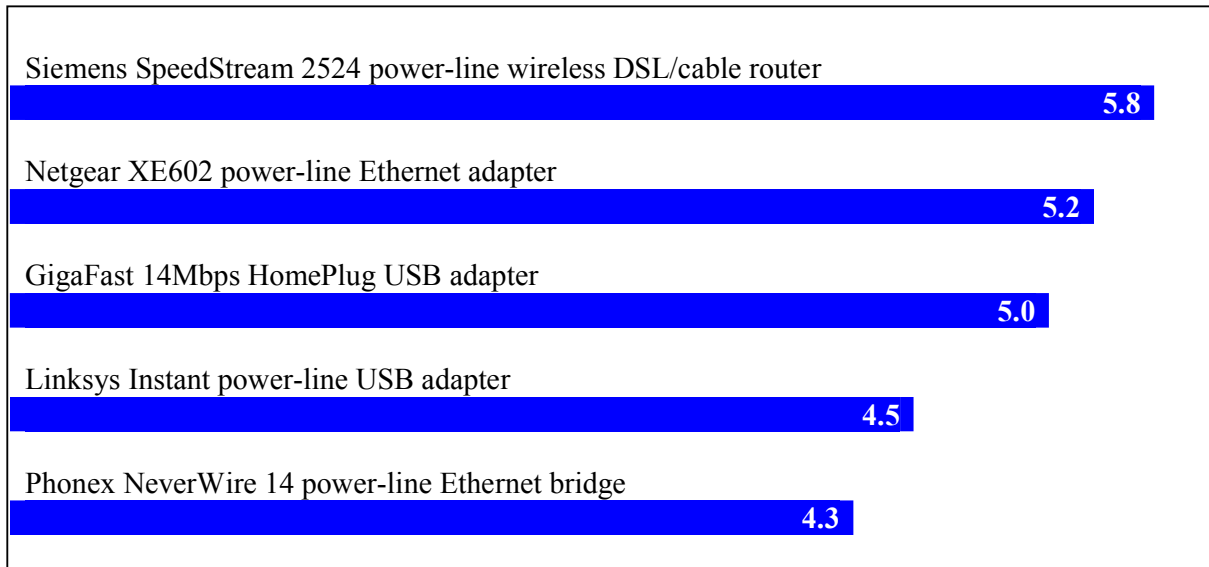 Siemens SpeedStream 2524 power-line wireless DSL/cable router
5.8
Netgear XE602 power-line Ethernet adapter
5.2
GigaFast 14Mbps HomePlug USB adapter
5.0
Linksys Instant power-line USB adapter
4.5
Phonex NeverWire 14 power-line Ethernet bridge
4.3